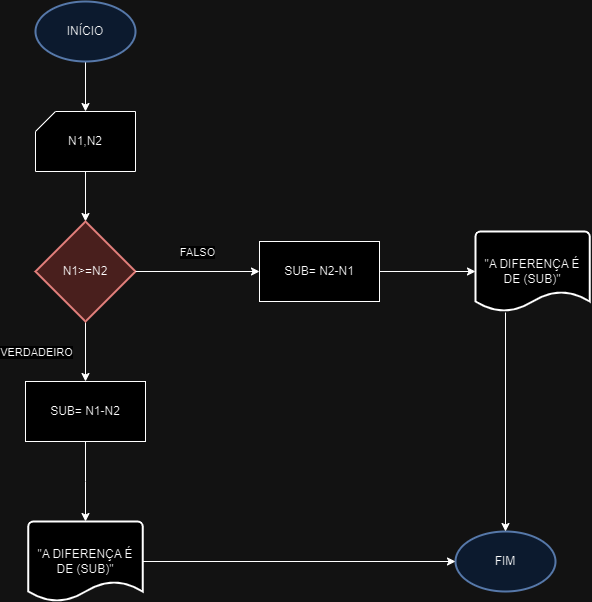 INÍCIO
N1,N2
N1>=N2
FALSO
SUB= N2-N1
"A DIFERENÇA É
DE (SUB)"
VERDADEIRO
SUB= N1-N2
"A DIFERENÇA É
DE (SUB)"
FIM